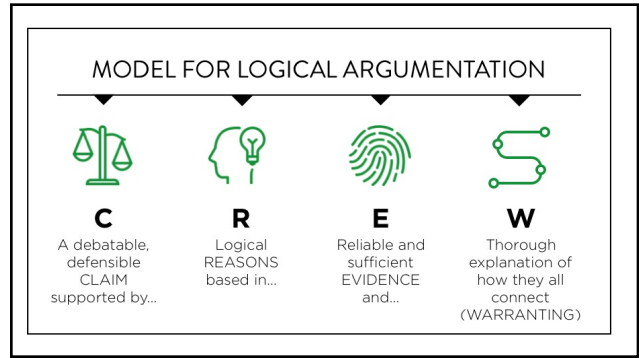 MODEL FOR LOGICAL ARGUMENTATION
C
A debatable,
defensible
CLAIM
supported by...
R
Logical
REASONS
based in...
E
Reliable and
sufficient
EVIDENCE
and...
W
Thorough
explanation of
how they all
connect
(WARRANTING)